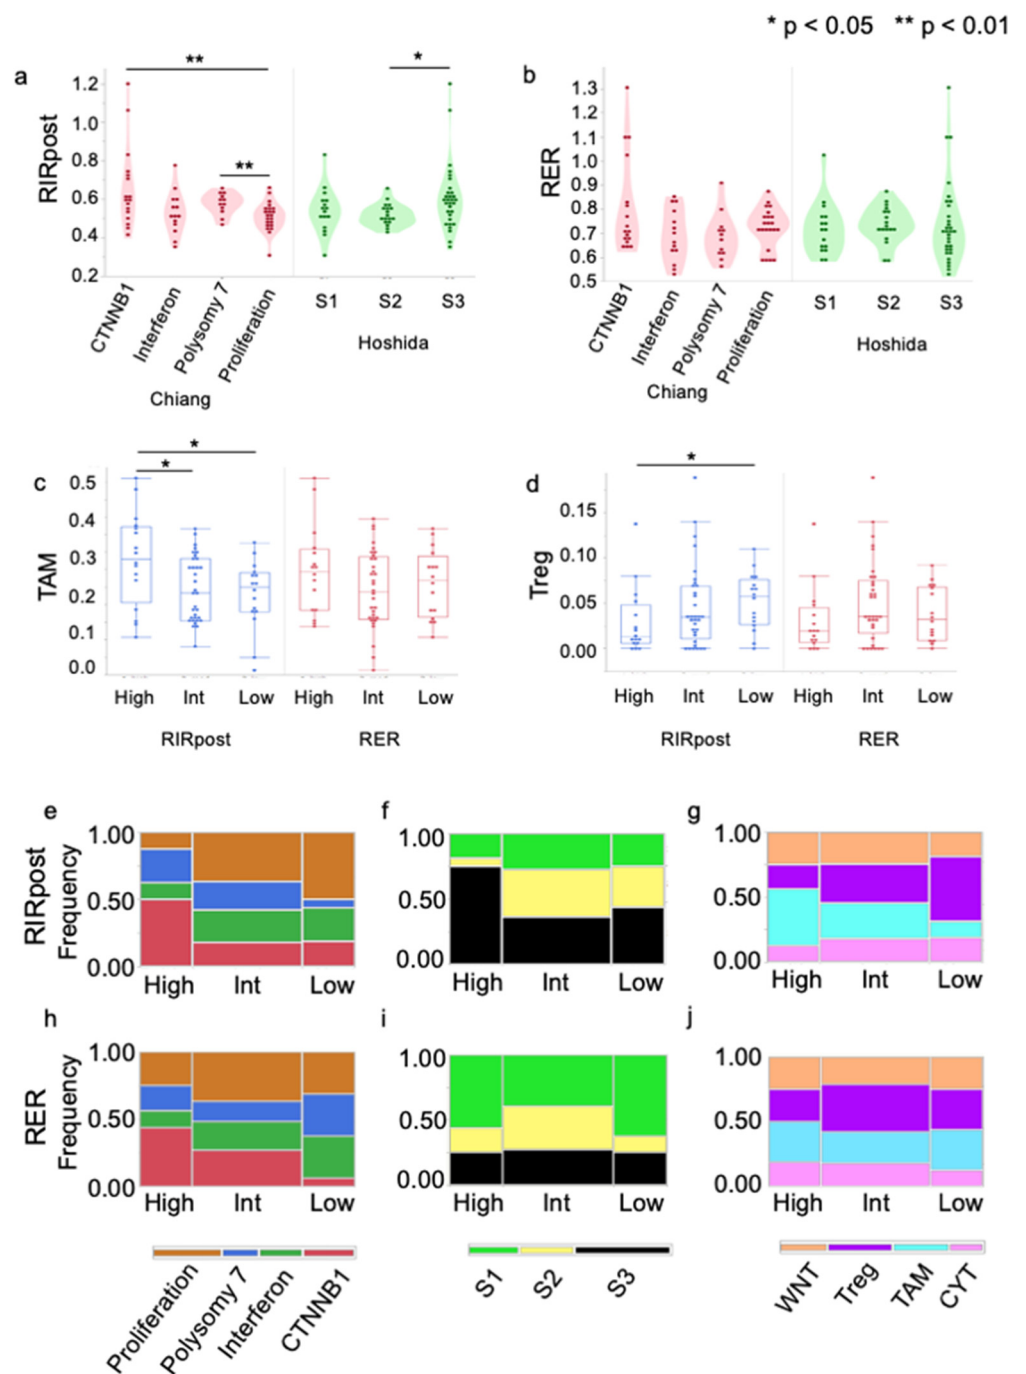 * p < 0.05 ** p < 0.01
a
**
*
**
RIRpost
1.2
1.0
0.8
0.6
0.4
0.2
CTNNB1
Interferon
Polysomy 7
Proliferation
S1
S2
S3
Chiang
Hoshida
b
RER
1.3
1.3
1.1
1.0
0.9
0.8
0.7
0.6
0.5
CTNNB1
Interferon
Polysomy 7
Proliferation
S1
S2
S3
Chiang
Hoshida
c
*
*
TAM
0.5
0.4
0.3
0.2
0.1
0.0
High Int Low High Int Low
RIRpost RER
d
*
Treg
0.15
0.10
0.05
0.00
High Int Low High Int Low
RIRpost RER
e
RIRpost
Frequency
1.00
0.50
0.00
High Int Low
f
1.00
0.50
0.00
High Int Low
g
1.00
0.50
0.00
High Int Low
h
RER
Frequency
1.00
0.50
0.00
High Int Low
i
1.00
0.50
0.00
High Int Low
j
1.00
0.50
0.00
High Int Low
Proliferation
Polysomy 7
Interferon
CTNNB1
S1
S2
S3
WNT
Treg
TAM
CYT